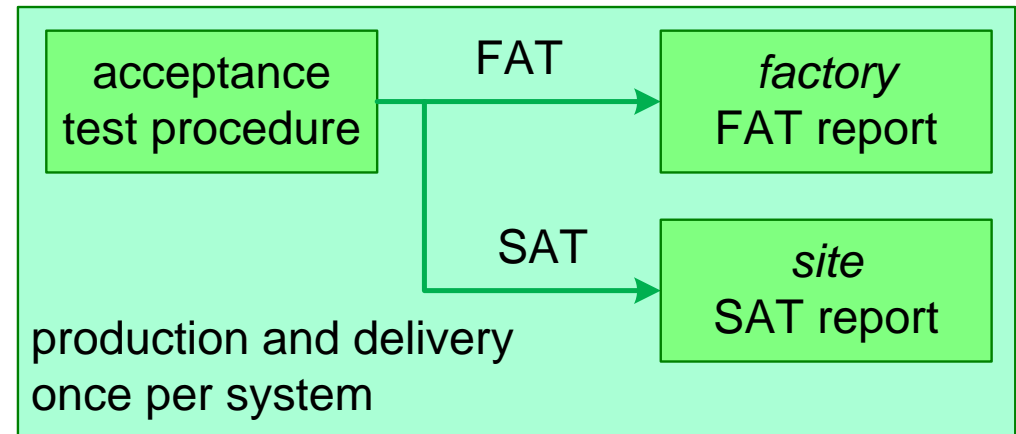 acceptance
test procedure
FAT
factory
FAT report
SAT
site
SAT report
production and delivery
once per system